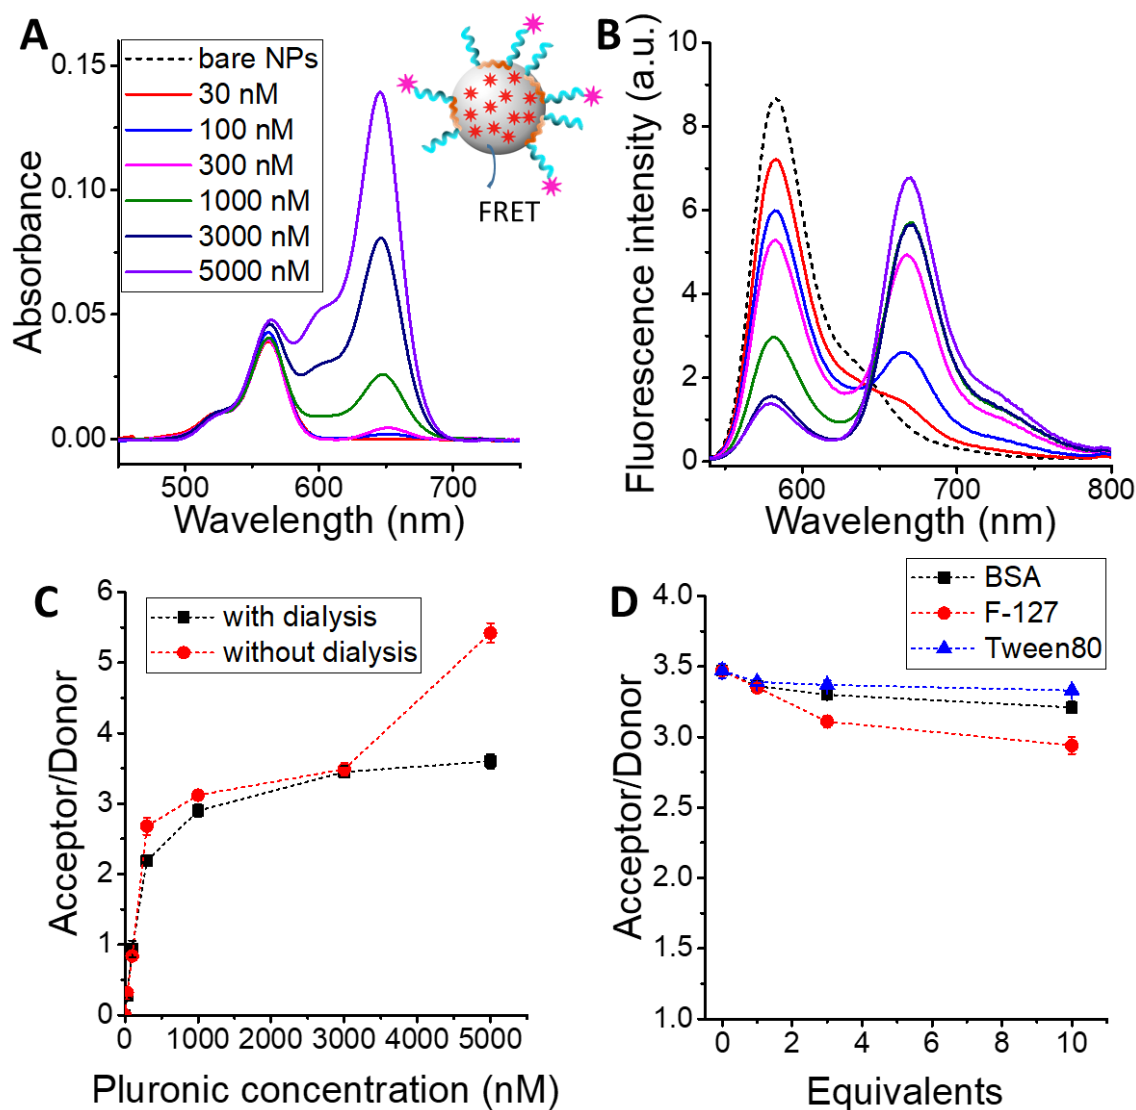 A
bare NPs
30 nM
100 nM
300 nM
1000 nM
3000 nM
5000 nM
FRET
0.15
0.10
0.05
0.00
Absorbance
500
600
700
Wavelength (nm)
B
10
8
6
4
2
0
Fluorescence intensity (a.u.)
600
700
800
Wavelength (nm)
C
with dialysis
without dialysis
6
5
4
3
2
1
0
Acceptor/Donor
0
1000
2000
3000
4000
5000
Pluronic concentration (nM)
D
BSA
F-127
Tween80
4.0
3.5
3.0
2.5
2.0
1.5
1.0
Acceptor/Donor
0
2
4
6
8
10
Equivalents